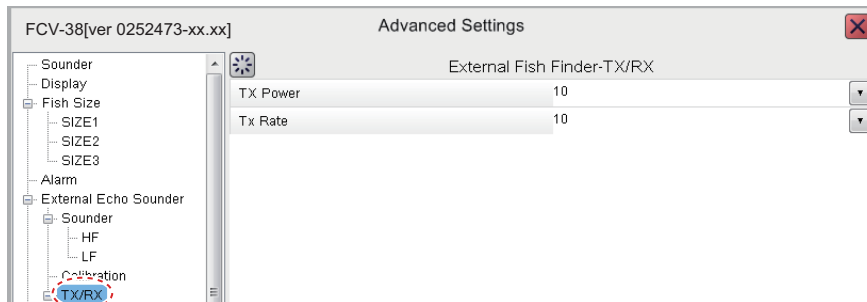 FCV-38[ver 0252473-xx.xx]
Advanced Settings
Sounder
Display
Fish Size
SIZE1
SIZE2
SIZE3
Alarm
External Echo Sounder
Sounder
HF
LF
Calibration
TX/RX
External Fish Finder-TX/RX
TX Power 10
Tx Rate 10